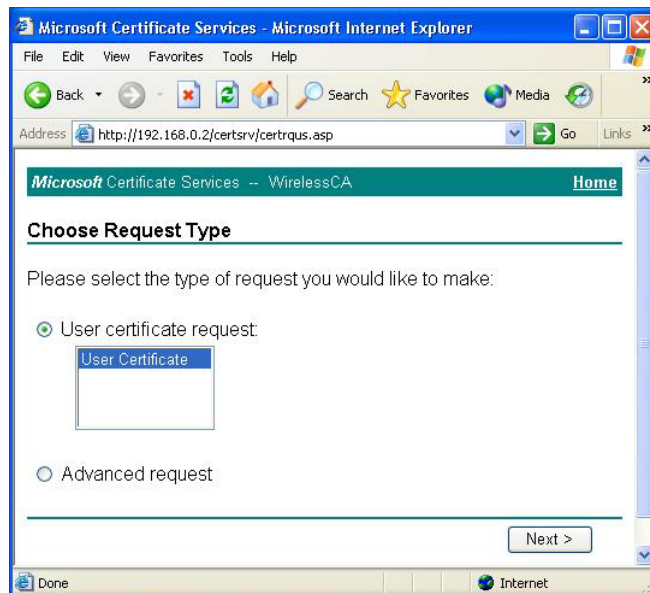 Microsoft Certificate Services - Microsoft Internet Explorer
File Edit View Favorites Tools Help
Back Search Favorites Media »
Address http://192.168.0.2/certsrv/certrqus.asp Go Links »
Microsoft Certificate Services -- WirelessCA Home
Choose Request Type
Please select the type of request you would like to make:
User certificate request:
User Certificate
Advanced request
Next >
Done Internet